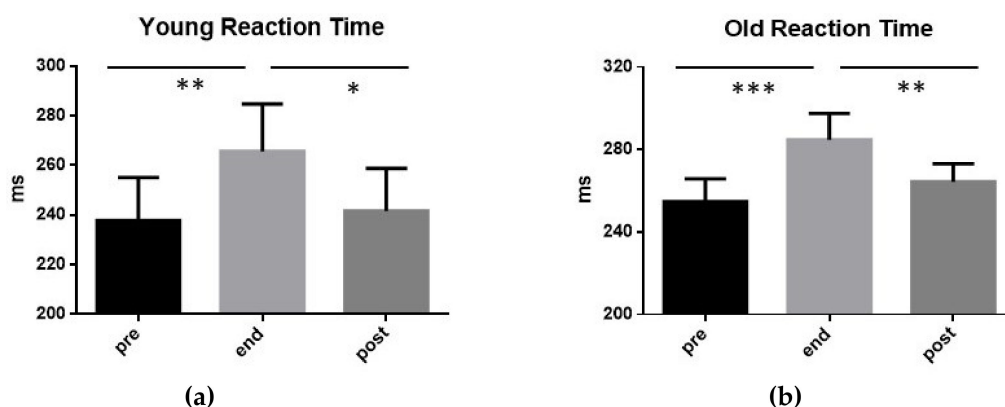 Young Reaction Time
300
280
260
240
220
200
ms
** *
pre end post
(a)
Old Reaction Time
320
280
240
200
ms
*** **
pre end post
(b)